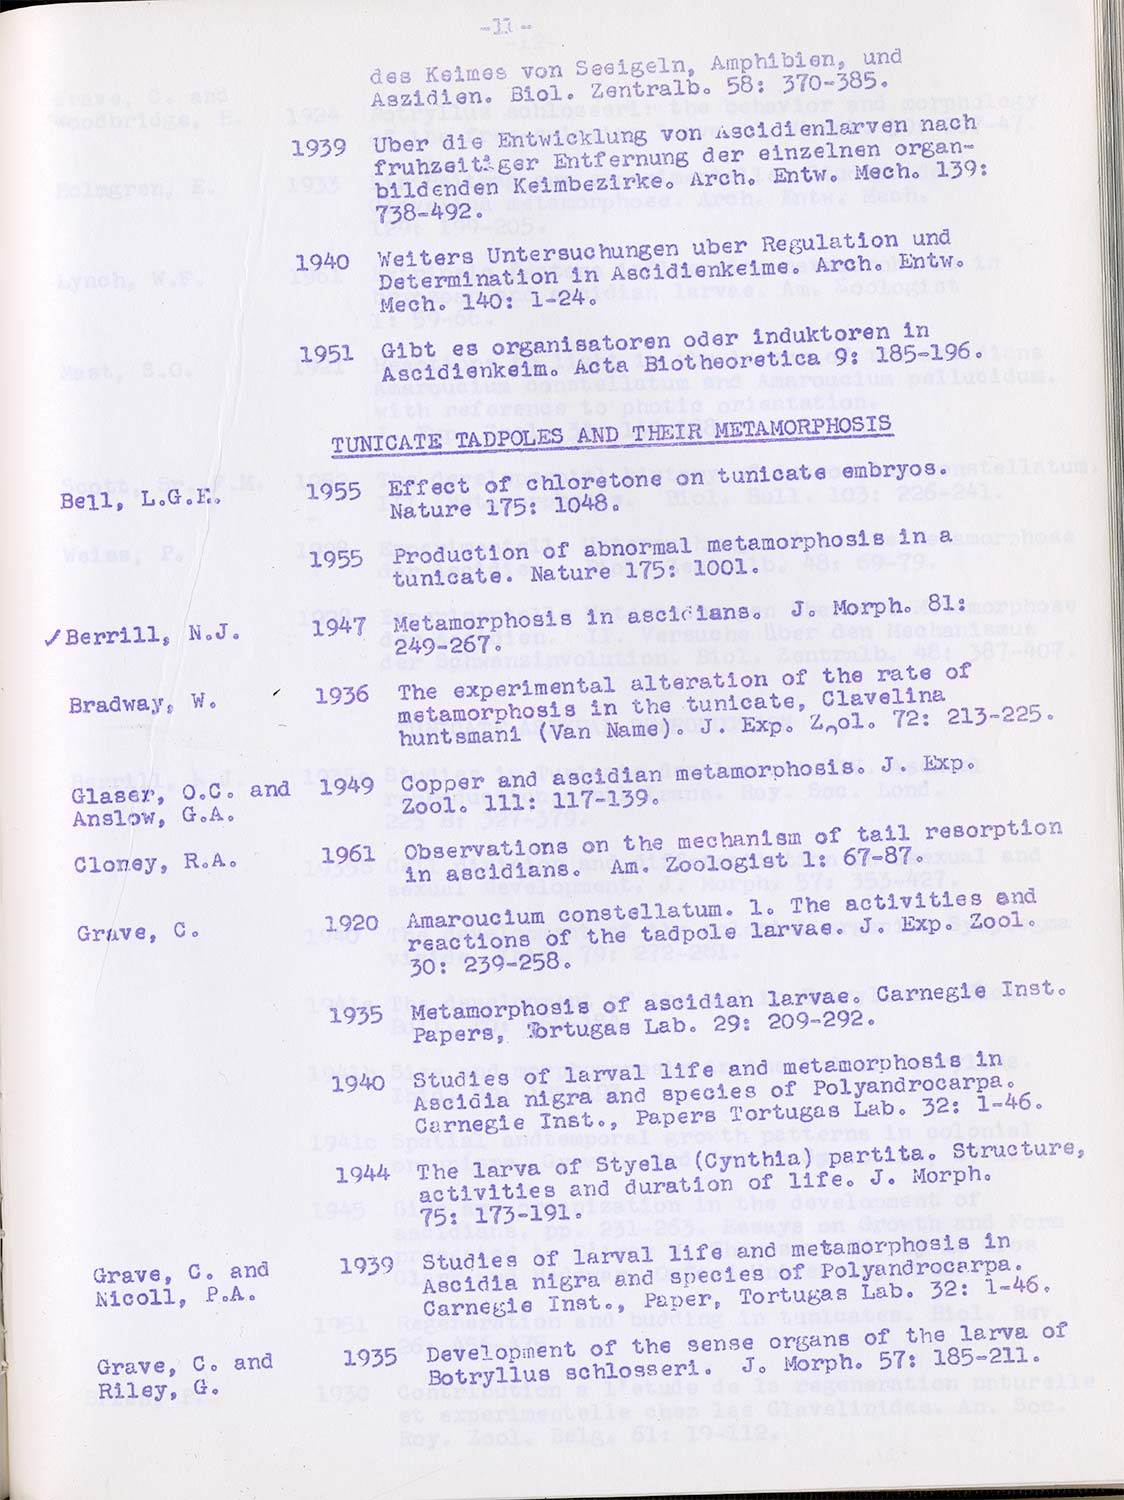 -11-
des Keimes von Seeigeln, Amphibien, und
Aszidien. Biol. Zentralb. 58: 370-385.
1939 Uber die Entwicklung von Ascidienlarven nach
fruhzeitiger Entfernung der einzelnen organ-
bildenden Keimbezirke. Arch. Entw. Mech. 139:
738-492.
1940 Weiters Untersuchungen uber Regulation und
Determination in Ascidienkeime. Arch. Entw.
Mech. 140: 1-24.
1951 Gibt es organisatoren oder induktoren in
Ascidienkeim. Acta Biotheoretica 9: 185-196.
TUNICATE TADPOLES AND THEIR METAMORPHOSIS
Bell, L.G.E. 1955 Effect of chloretone on tunicate embryos.
Nature 175: 1048.
1955 Production of abnormal metamorphosis in a
tunicate. Nature 175: 1001.
✓Berrill, N.J. 1947 Metamorphosis in ascidians. J. Morph. 81:
249-267.
Bradway, W. 1936 The experimental alteration of the rate of
metamorphosis in the tunicate, Clavelina
huntsmani (Van Name). J. Exp. Zool. 72: 213-225.
Glaser, O.C. and 1949 Copper and ascidian metamorphosis. J. Exp.
Anslow, G.A. Zool. 111: 117-139.
Cloney, R.A. 1961 Observations on the mechanism of tail resorption
in ascidians. Am. Zoologist 1: 67-87.
Grave, C. 1920 Amaroucium constellatum. 1. The activities and
reactions of the tadpole larvae. J. Exp. Zool.
30: 239-258.
1935 Metamorphosis of ascidian larvae. Carnegie Inst.
Papers, Tortugas Lab. 29: 209-292.
1940 Studies of larval life and metamorphosis in
Ascidia nigra and species of Polyandrocarpa.
Carnegie Inst., Papers Tortugas Lab. 32: 1-46.
1944 The larva of Styela (Cynthia) partita. Structure,
activities and duration of life. J. Morph.
75: 173-191.
Grave, C. and 1939 Studies of larval life and metamorphosis in
Nicoll, P.A. Ascidia nigra and species of Polyandrocarpa.
Carnegie Inst., Paper, Tortugas Lab. 32: 1-46.
Grave, C. and 1935 Development of the sense organs of the larva of
Riley, G. Botryllus schlosseri. J. Morph. 57: 185-211.